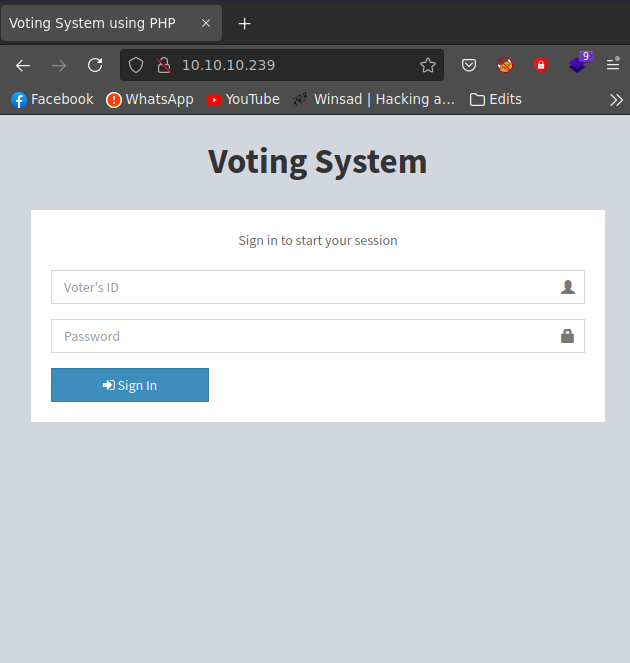 Voting System using PHP
10.10.10.239
9
Facebook WhatsApp YouTube Winsad | Hacking a... Edits
Voting System
Sign in to start your session
Voter's ID
Password
Sign In